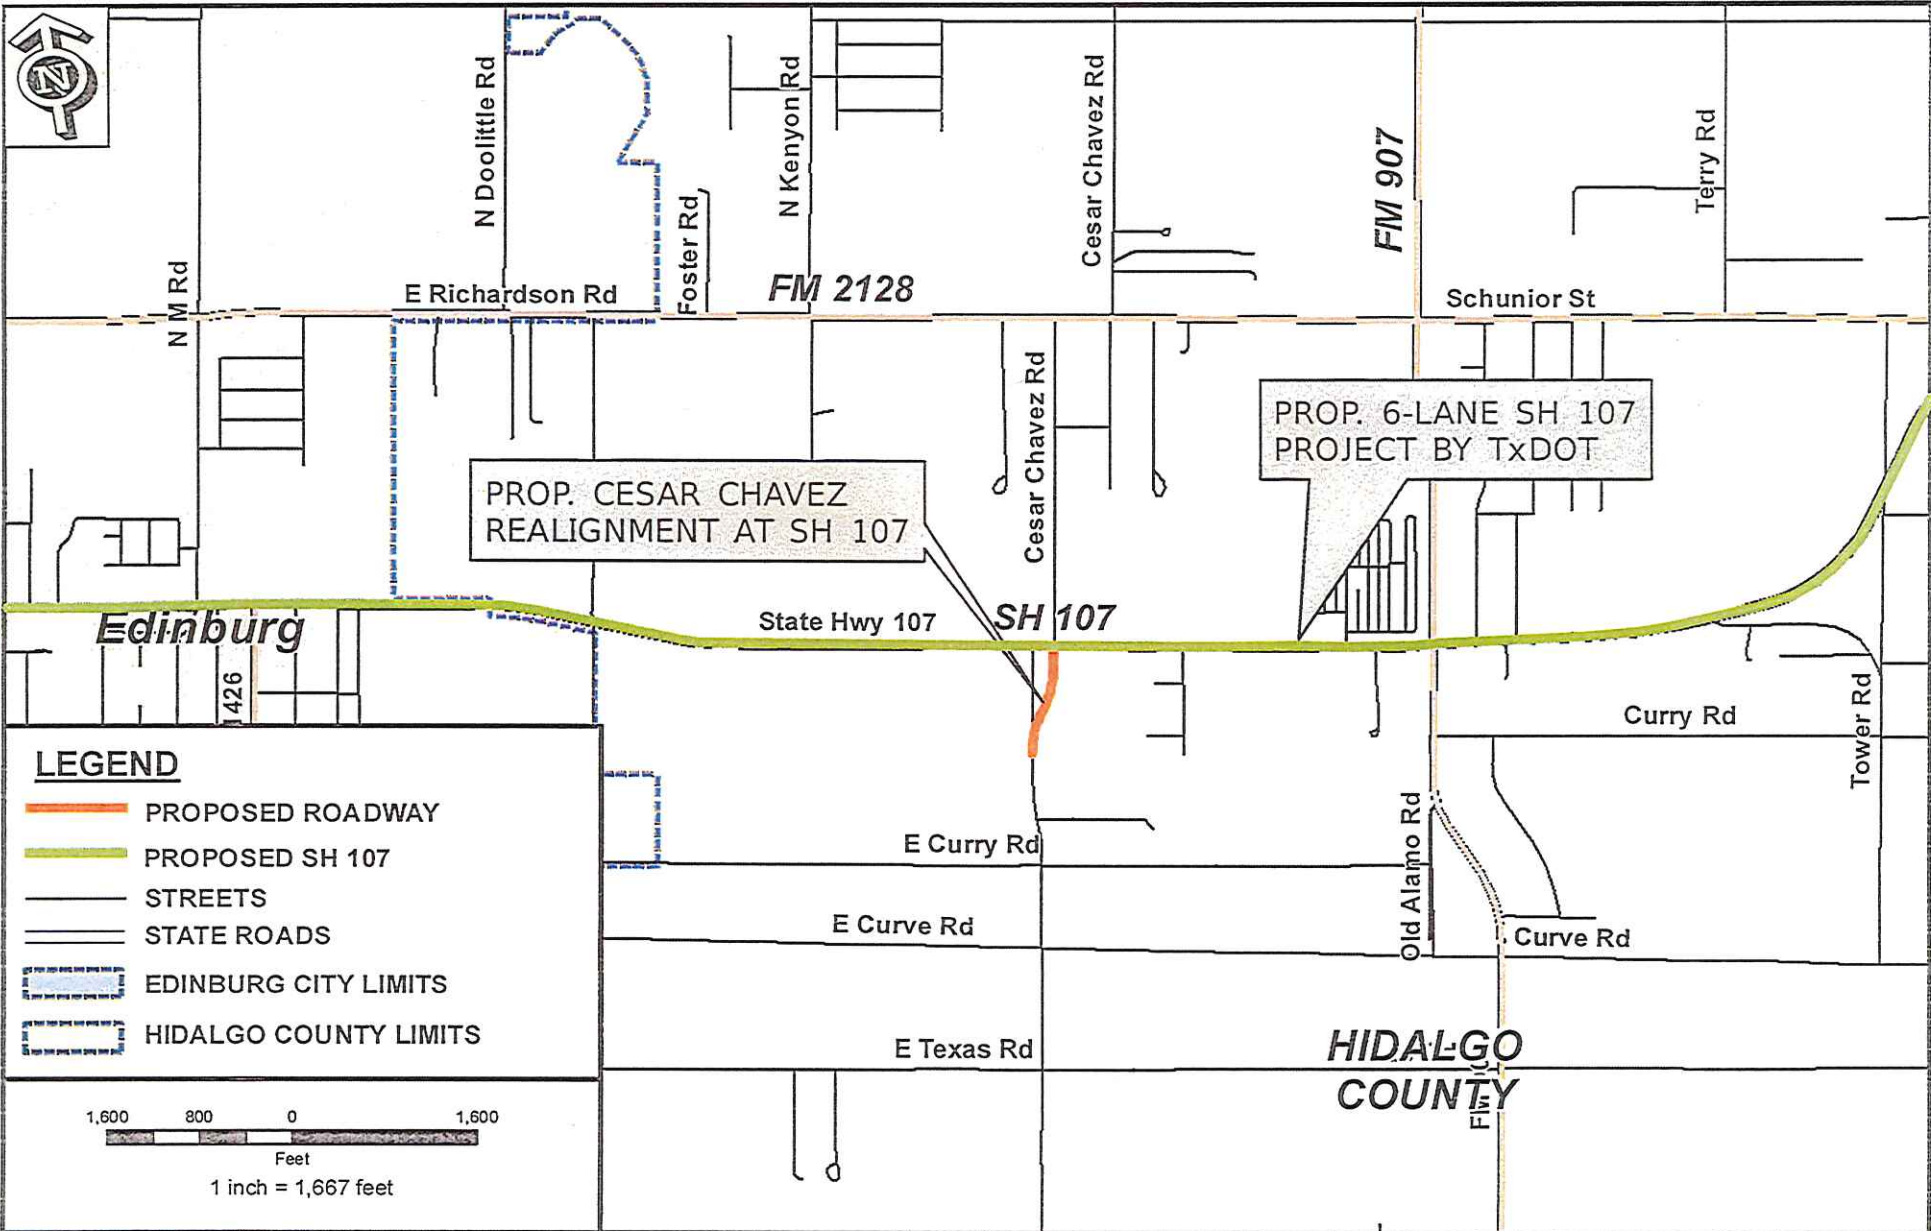 N
N Doolittle Rd
N Kenyon Rd
Cesar Chavez Rd
FM 907
Terry Rd
Foster Rd
N M Rd
E Richardson Rd
FM 2128
Schunior St
Cesar Chavez Rd
PROP. 6-LANE SH 107
PROJECT BY TxDOT
PROP. CESAR CHAVEZ
REALIGNMENT AT SH 107
Edinburg
State Hwy 107
SH 107
426
Curry Rd
Tower Rd
LEGEND
PROPOSED ROADWAY
PROPOSED SH 107
STREETS
STATE ROADS
EDINBURG CITY LIMITS
HIDALGO COUNTY LIMITS
E Curry Rd
Old Alamo Rd
E Curve Rd
Curve Rd
E Texas Rd
HIDALGO
COUNTY
1,600 800 0 1,600
Feet
1 inch = 1,667 feet